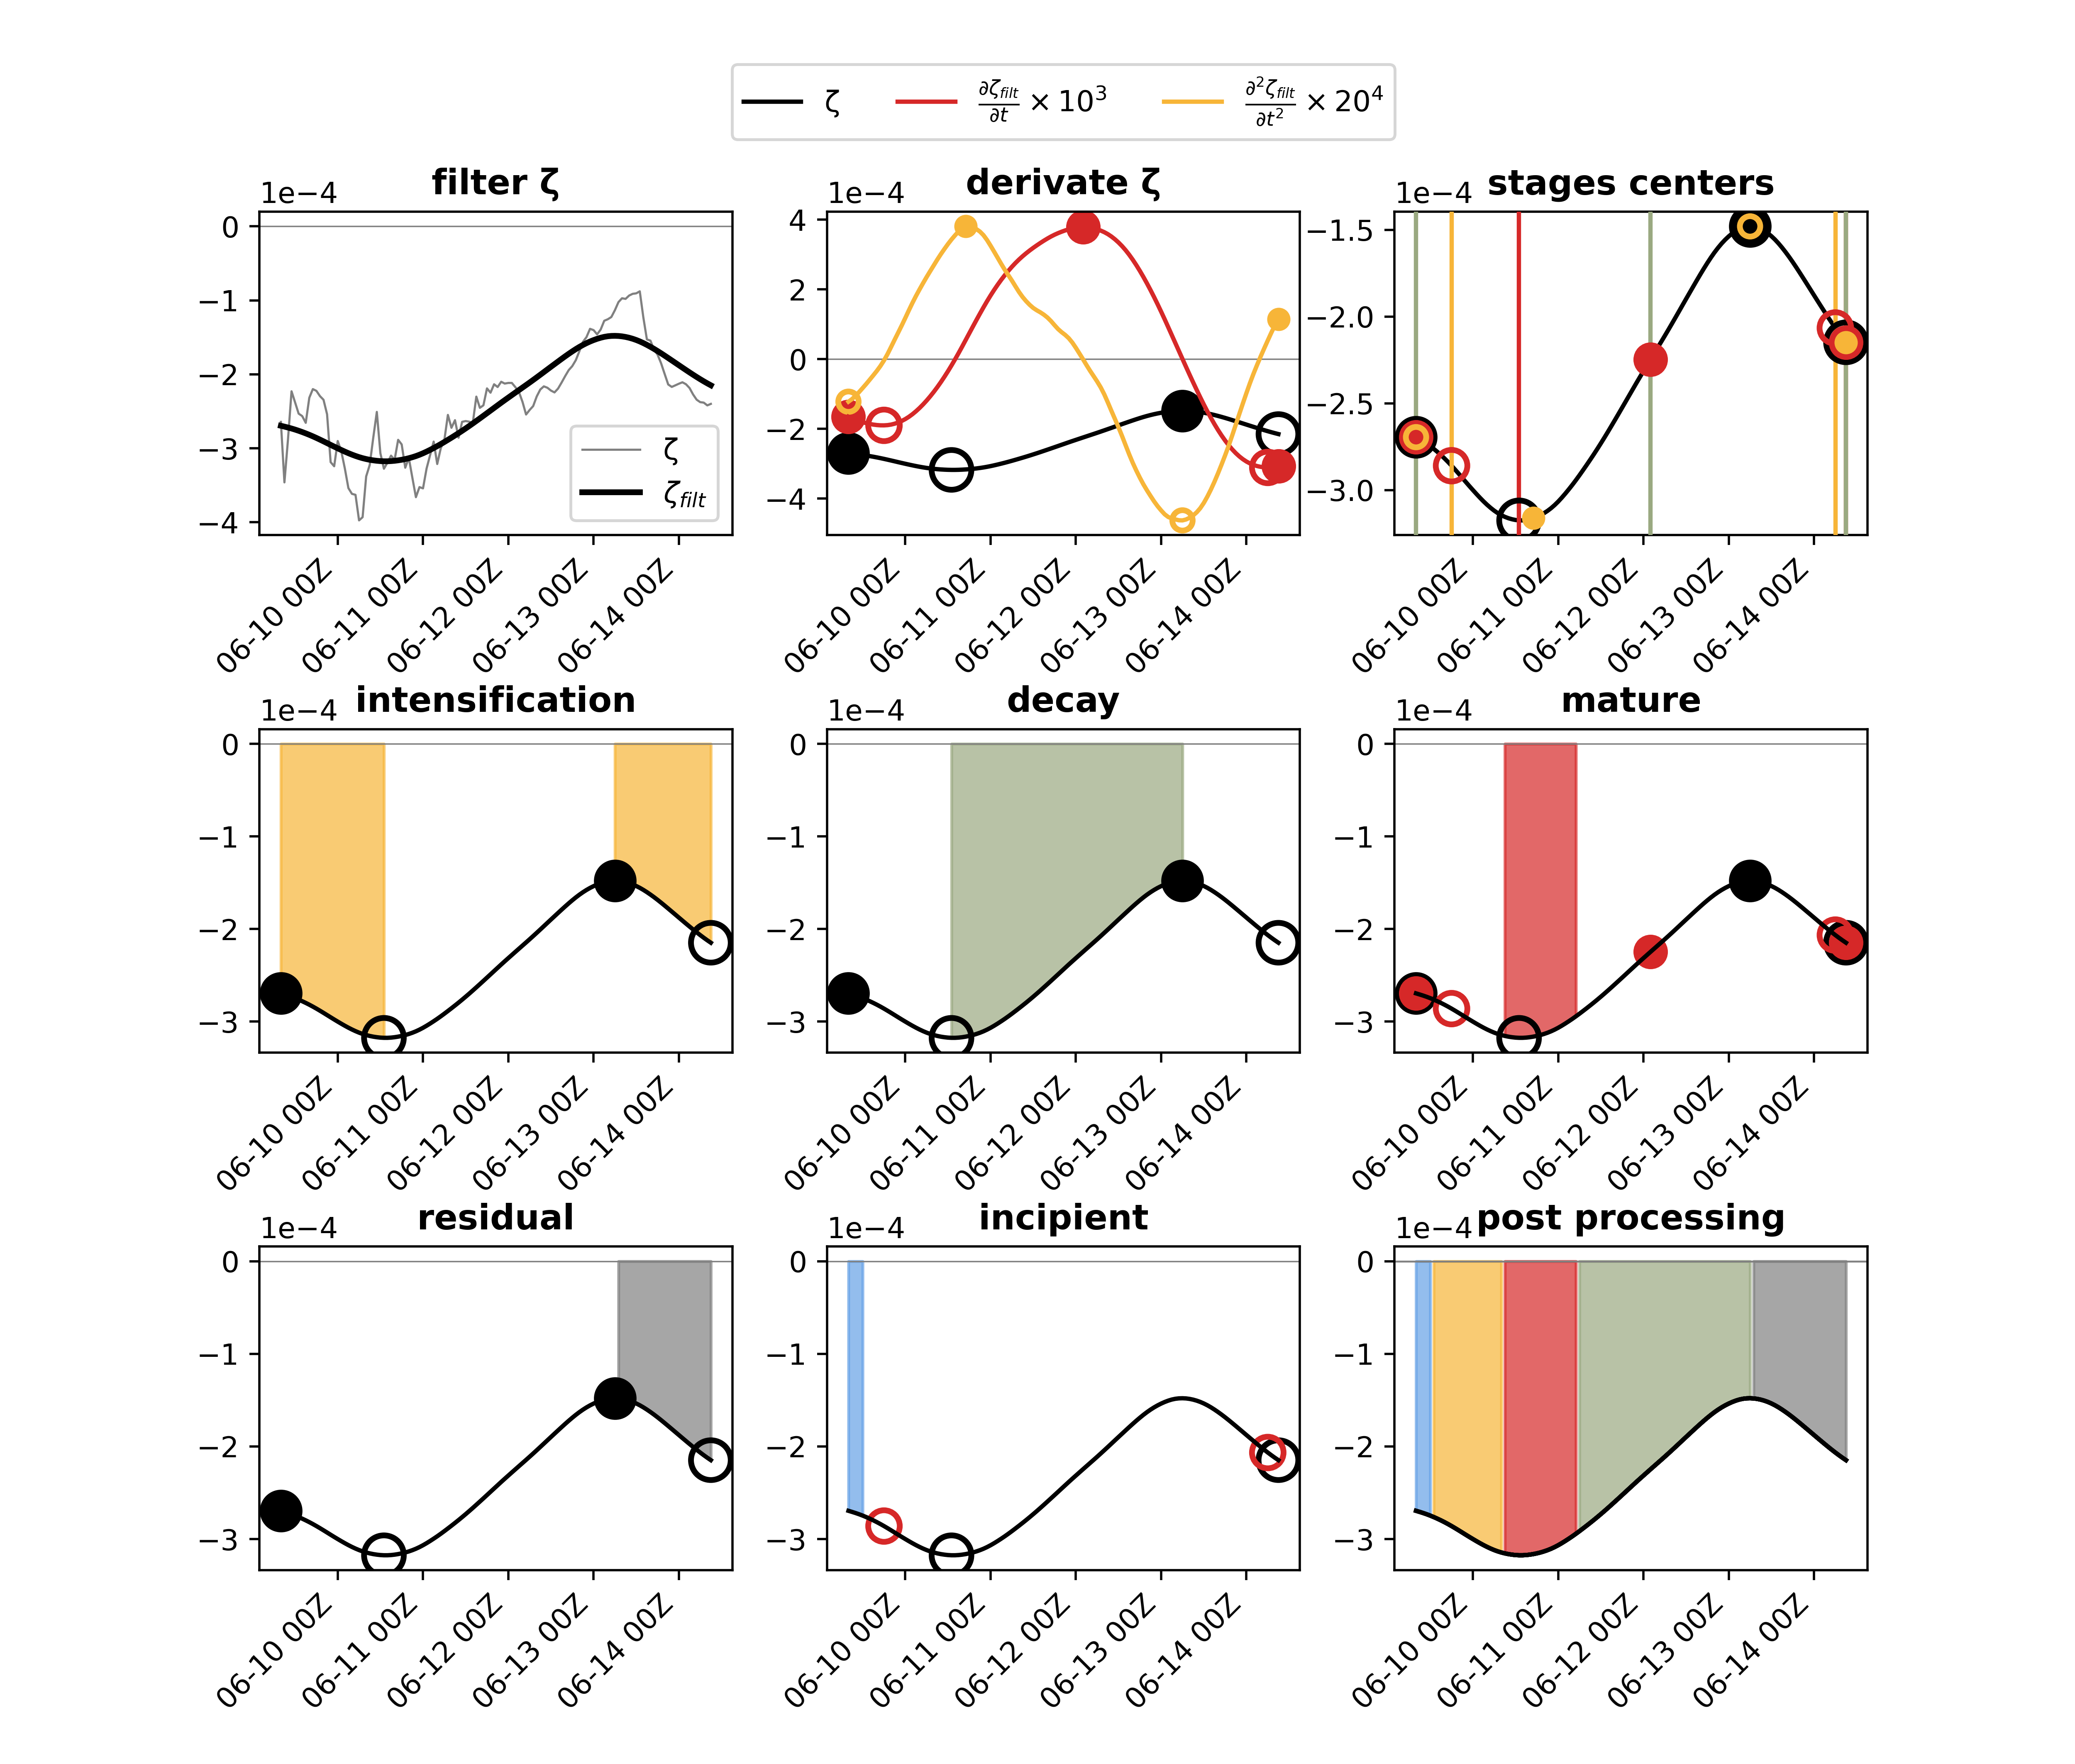 ζ ∂ζ_filt/∂t × 10³ ∂²ζ_filt/∂t² × 20⁴
filter ζ
1e−4
0
−1
−2
−3
−4
ζ
ζ_filt
06-10 00Z
06-11 00Z
06-12 00Z
06-13 00Z
06-14 00Z
derivate ζ
1e−4
4
2
0
−2
−4
06-10 00Z
06-11 00Z
06-12 00Z
06-13 00Z
06-14 00Z
stages centers
1e−4
−1.5
−2.0
−2.5
−3.0
06-10 00Z
06-11 00Z
06-12 00Z
06-13 00Z
06-14 00Z
intensification
1e−4
0
−1
−2
−3
06-10 00Z
06-11 00Z
06-12 00Z
06-13 00Z
06-14 00Z
decay
1e−4
0
−1
−2
−3
06-10 00Z
06-11 00Z
06-12 00Z
06-13 00Z
06-14 00Z
mature
1e−4
0
−1
−2
−3
06-10 00Z
06-11 00Z
06-12 00Z
06-13 00Z
06-14 00Z
residual
1e−4
0
−1
−2
−3
06-10 00Z
06-11 00Z
06-12 00Z
06-13 00Z
06-14 00Z
incipient
1e−4
0
−1
−2
−3
06-10 00Z
06-11 00Z
06-12 00Z
06-13 00Z
06-14 00Z
post processing
1e−4
0
−1
−2
−3
06-10 00Z
06-11 00Z
06-12 00Z
06-13 00Z
06-14 00Z